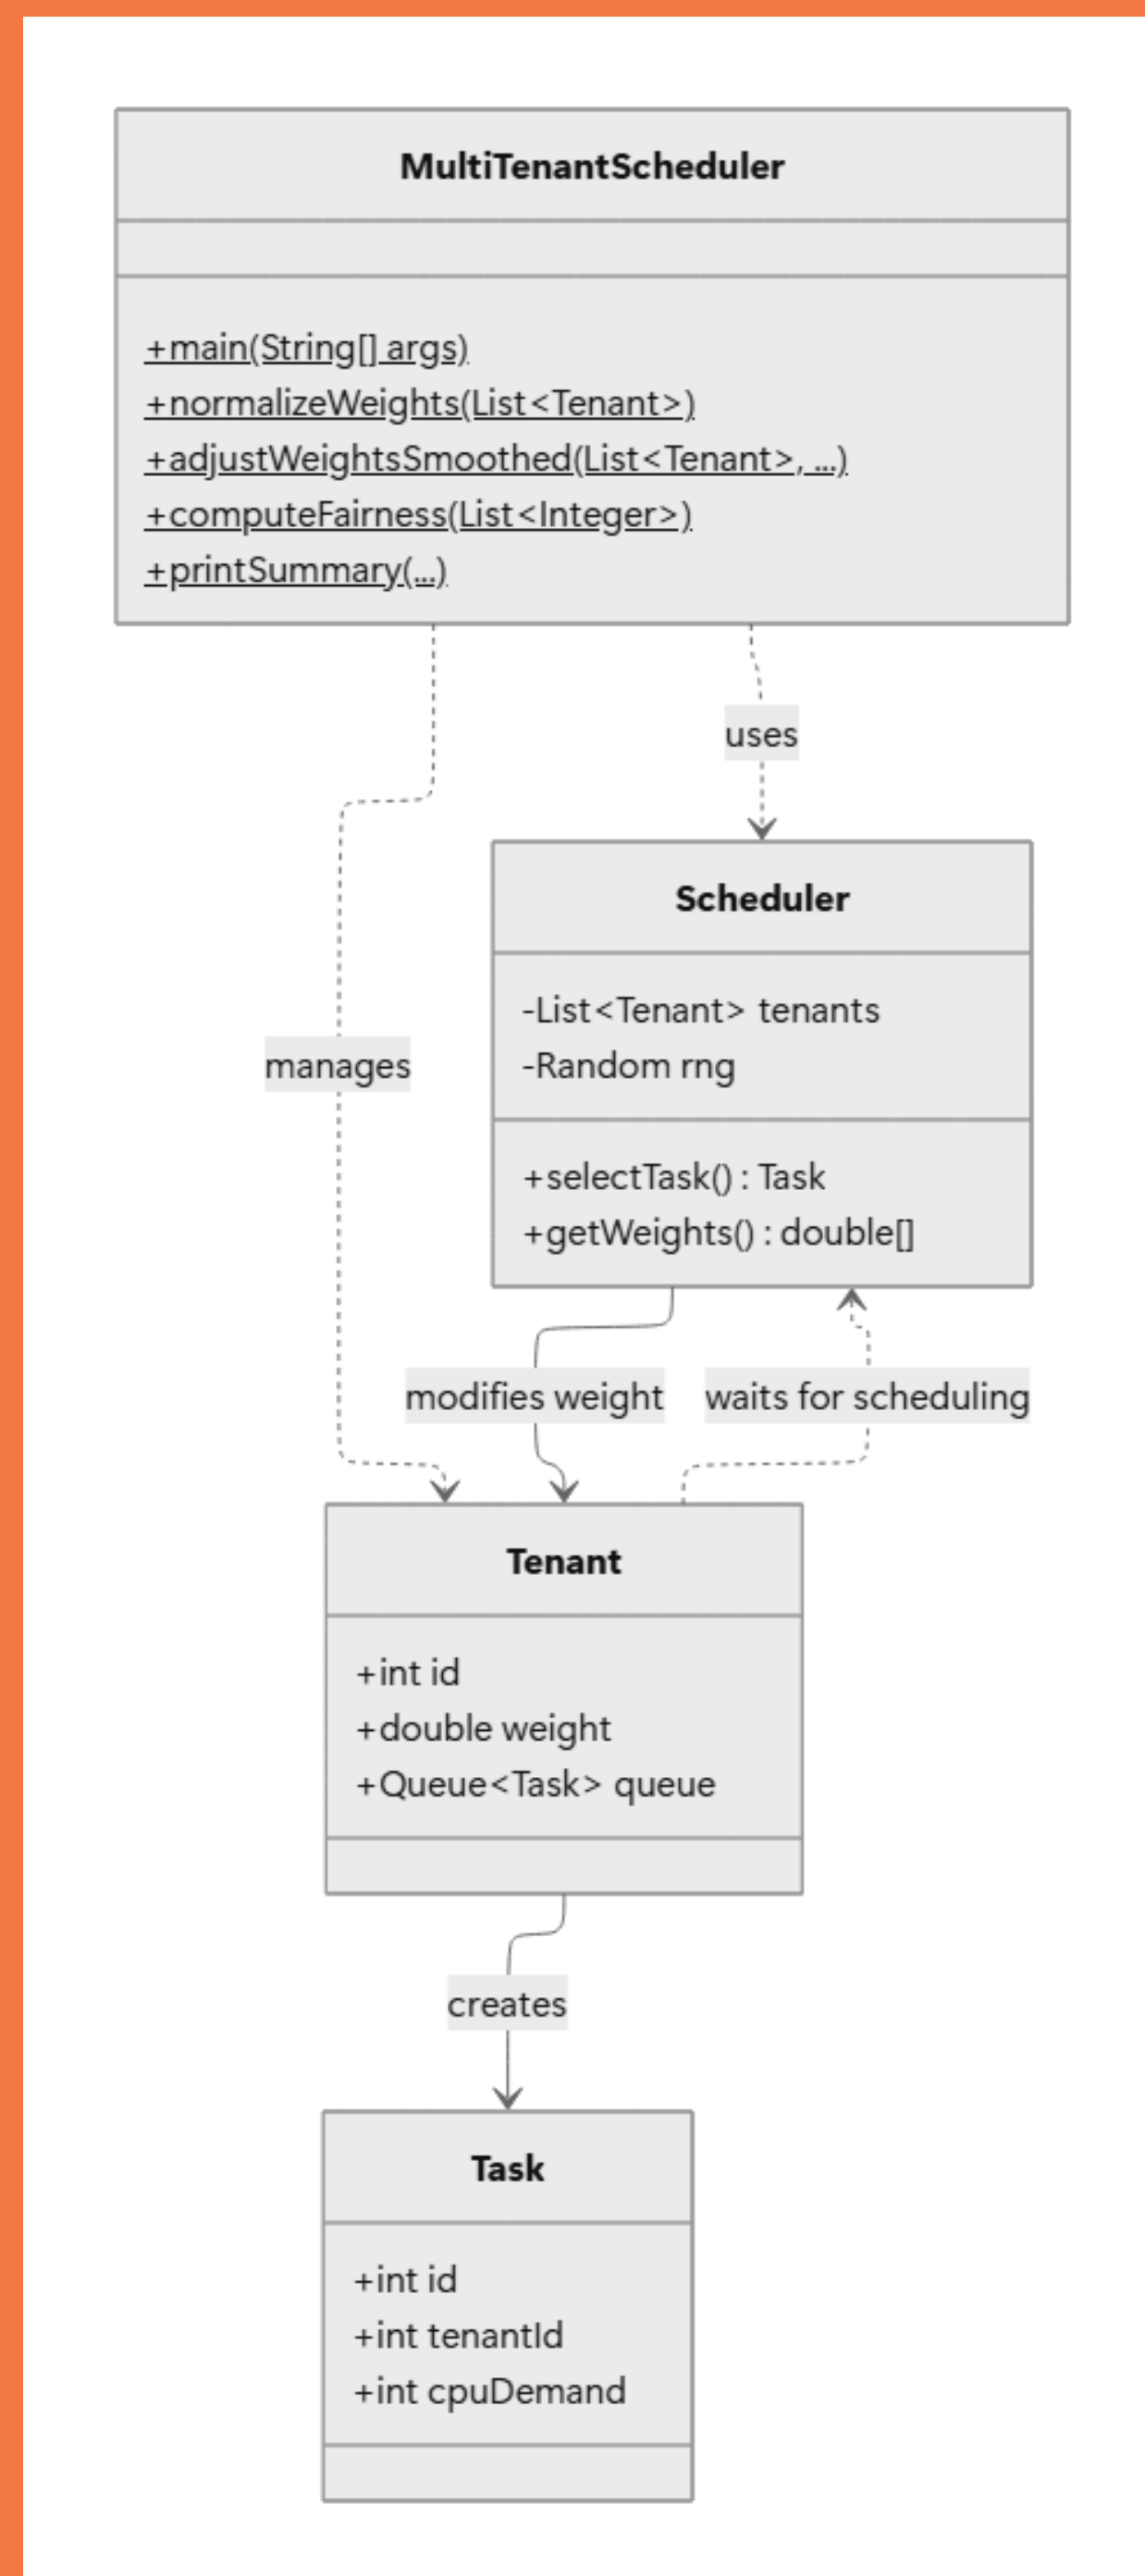 MultiTenantScheduler
+main(String[] args)
+normalizeWeights(List<Tenant>)
+adjustWeightsSmoothed(List<Tenant>, ...)
+computeFairness(List<Integer>)
+printSummary(...)
uses
Scheduler
-List<Tenant> tenants
-Random rng
+selectTask() : Task
+getWeights() : double[]
manages
modifies weight
waits for scheduling
Tenant
+int id
+double weight
+Queue<Task> queue
creates
Task
+int id
+int tenantId
+int cpuDemand